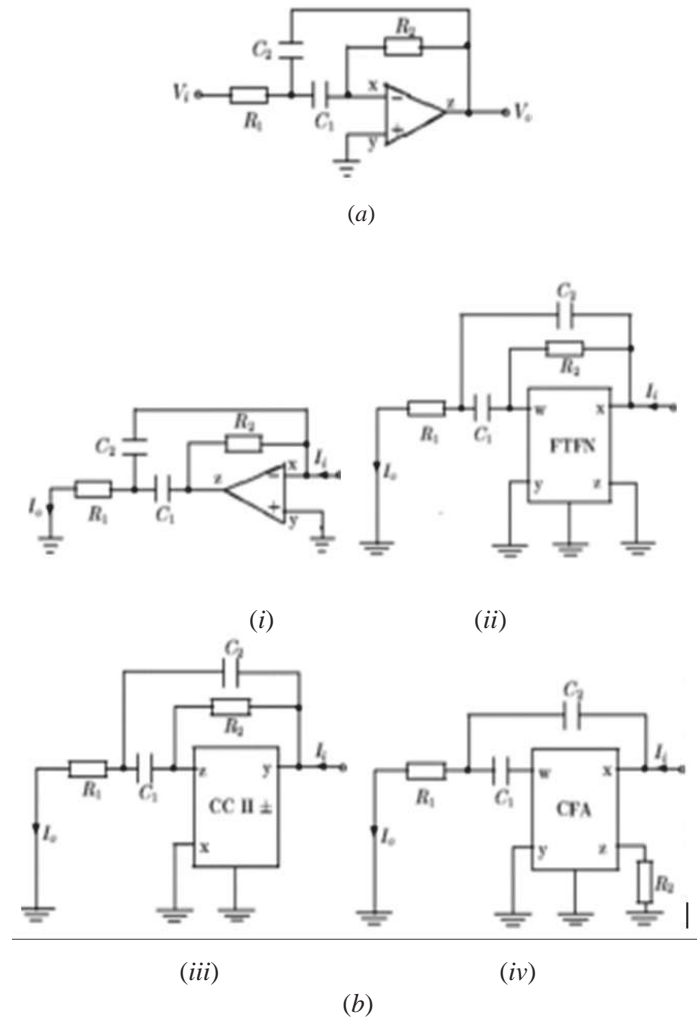 R₂
C₂
x
Vᵢ
−
z
Vₒ
R₁
C₁
+
y
(a)
C₂
R₂
w
x
Iᵢ
R₁
C₁
FTFN
y
z
Iₒ
R₂
C₂
z
x
Iᵢ
−
Iₒ
R₁
C₁
+
y
(i)
(ii)
C₂
R₂
z
y
Iᵢ
R₁
C₁
CC II ±
Iₒ
x
C₂
Iᵢ
w
x
R₁
C₁
CFA
Iₒ
y
z
R₂
(iii)
(iv)
(b)